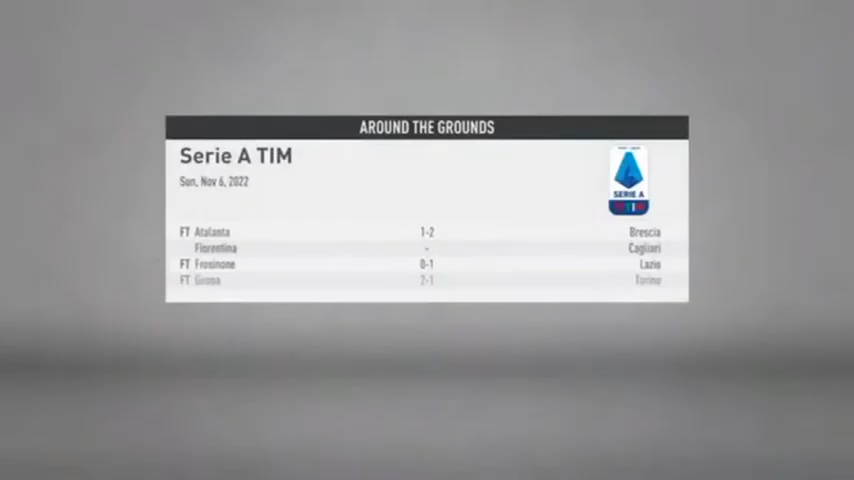 AROUND THE GROUNDS
Serie A TIM
Sun, Nov 6, 2022
SERIE A
TIM
FT Atalanta 1-2 Brescia
Fiorentina - Cagliari
FT Frosinone 0-1 Lazio
FT Genoa 2-1 Torino